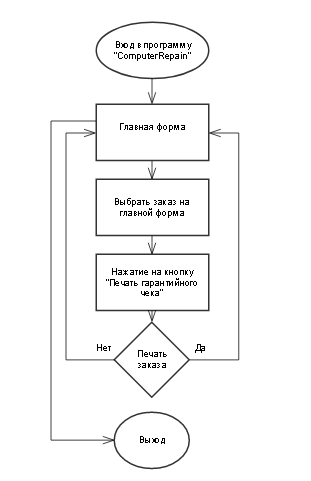 Вход в программу
"ComputerRepain"
Главная форма
Выбрать заказ на
главной форма
Нажатие на кнопку
"Печать гарантийного
чека"
Нет
Печать
заказа
Да
Выход